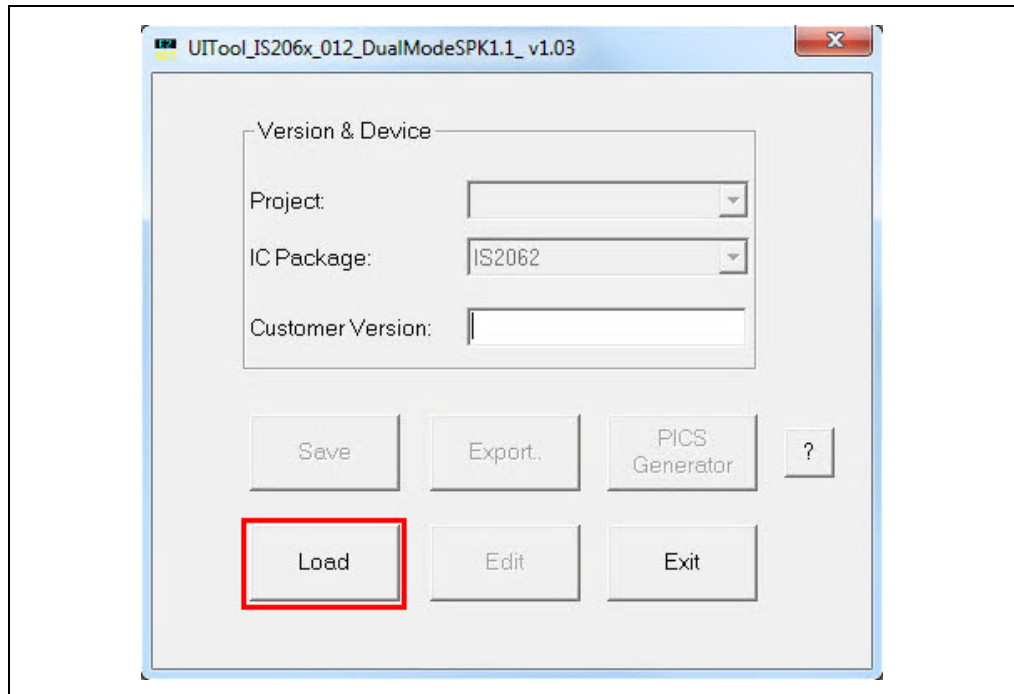 UITool_IS206x_012_DualModeSPK1.1_ v1.03
x
Version & Device
Project:
IC Package:
IS2062
Customer Version:
Save
Export..
PICS
Generator
?
Load
Edit
Exit